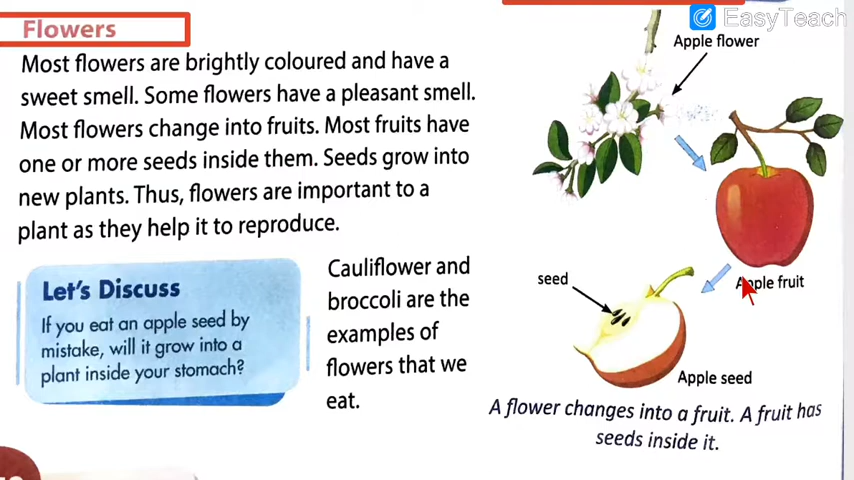 EasyTeach
Flowers
Most flowers are brightly coloured and have a
sweet smell. Some flowers have a pleasant smell.
Most flowers change into fruits. Most fruits have
one or more seeds inside them. Seeds grow into
new plants. Thus, flowers are important to a
plant as they help it to reproduce.
Let's Discuss
If you eat an apple seed by
mistake, will it grow into a
plant inside your stomach?
Cauliflower and
broccoli are the
examples of
flowers that we
eat.
Apple flower
Apple fruit
seed
Apple seed
A flower changes into a fruit. A fruit has
seeds inside it.